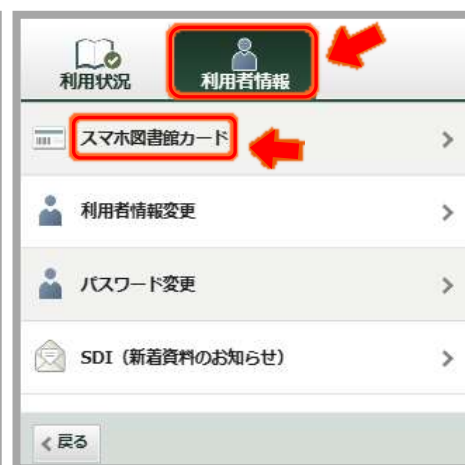 利用状況
利用者情報
スマホ図書館カード
利用者情報変更
パスワード変更
SDI（新着資料のお知らせ）
戻る